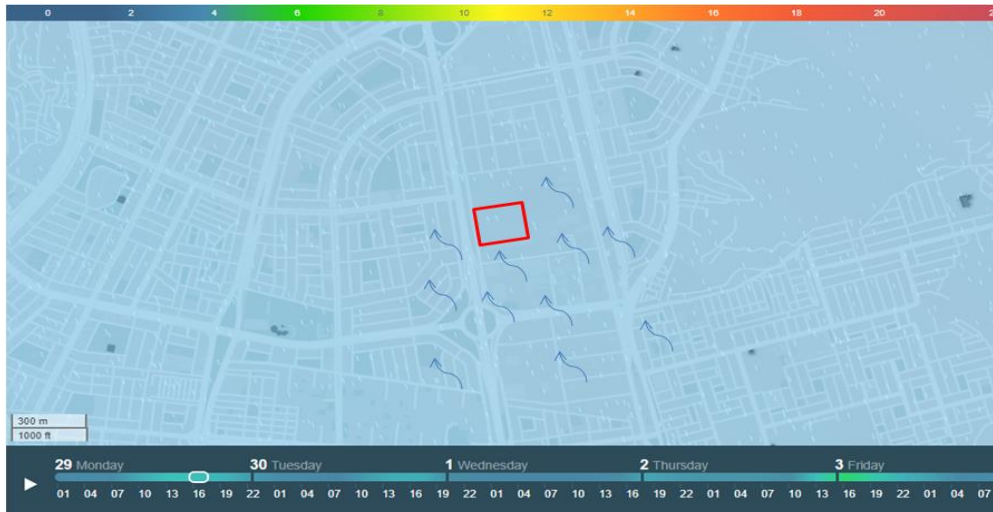 0 2 4 6 8 10 12 14 16 18 20
300 m
1000 ft
29 Monday 30 Tuesday 1 Wednesday 2 Thursday 3 Friday
01 04 07 10 13 16 19 22 01 04 07 10 13 16 19 22 01 04 07 10 13 16 19 22 01 04 07 10 13 16 19 22 01 04 07